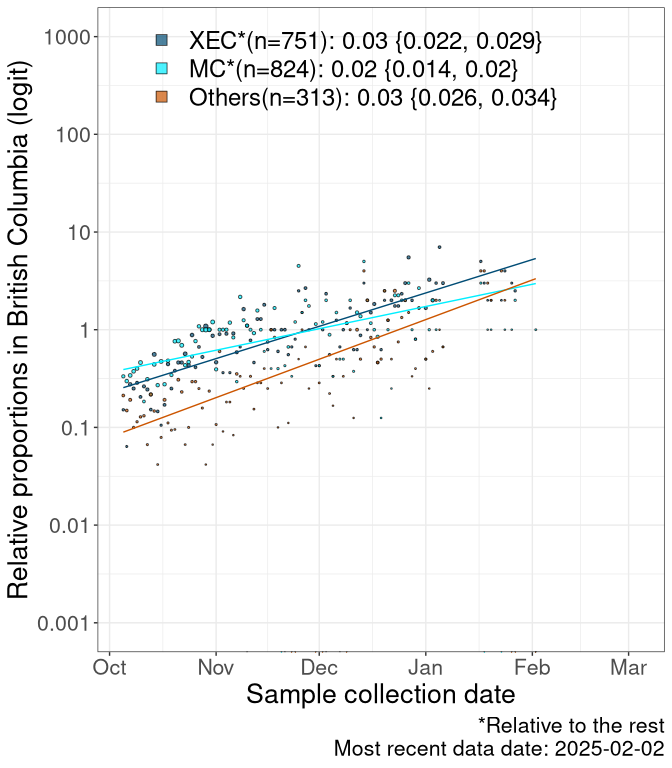 XEC*(n=751): 0.03 {0.022, 0.029}
MC*(n=824): 0.02 {0.014, 0.02}
Others(n=313): 0.03 {0.026, 0.034}
Relative proportions in British Columbia (logit)
1000
100
10
1
0.1
0.01
0.001
Oct Nov Dec Jan Feb Mar
Sample collection date
*Relative to the rest
Most recent data date: 2025-02-02